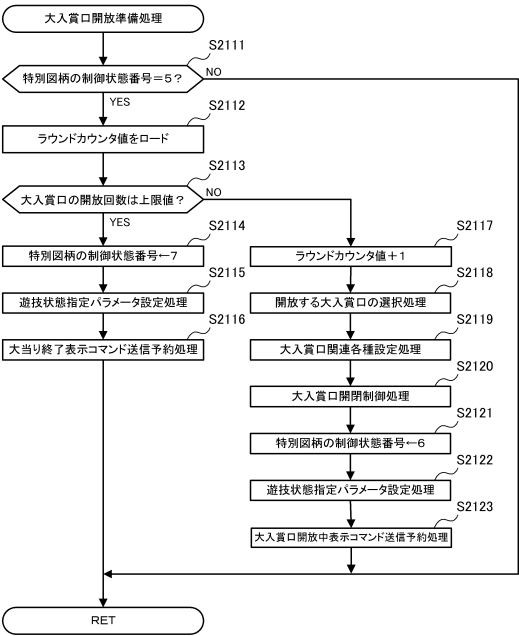 大入賞口開放準備処理
S2111
特別図柄の制御状態番号＝5？
NO
YES
S2112
ラウンドカウンタ値をロード
S2113
大入賞口の開放回数は上限値？
NO
YES
S2114
特別図柄の制御状態番号←7
S2115
遊技状態指定パラメータ設定処理
S2116
大当り終了表示コマンド送信予約処理
S2117
ラウンドカウンタ値＋1
S2118
開放する大入賞口の選択処理
S2119
大入賞口関連各種設定処理
S2120
大入賞口開閉制御処理
S2121
特別図柄の制御状態番号←6
S2122
遊技状態指定パラメータ設定処理
S2123
大入賞口開放中表示コマンド送信予約処理
RET